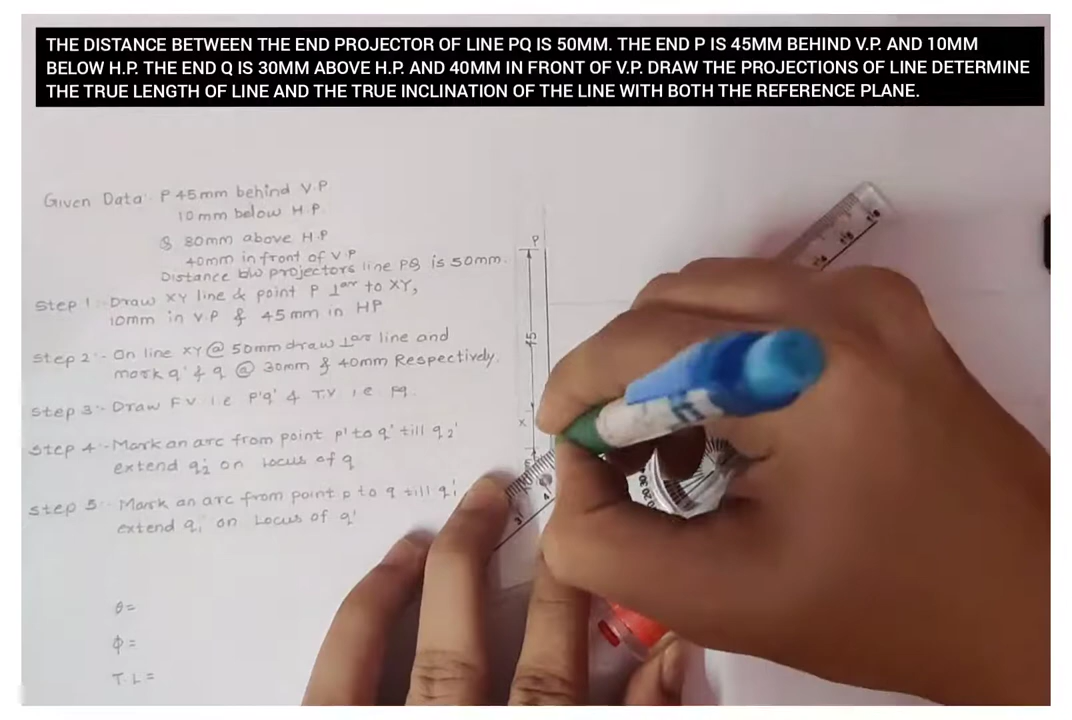 THE DISTANCE BETWEEN THE END PROJECTOR OF LINE PQ IS 50MM. THE END P IS 45MM BEHIND V.P. AND 10MM
BELOW H.P. THE END Q IS 30MM ABOVE H.P. AND 40MM IN FRONT OF V.P. DRAW THE PROJECTIONS OF LINE DETERMINE
THE TRUE LENGTH OF LINE AND THE TRUE INCLINATION OF THE LINE WITH BOTH THE REFERENCE PLANE.
Given Data:- P 45mm behind V.P
10mm below H.P.
Q 30mm above H.P
40mm in front of V.P
Distance b/w projectors line PQ is 50mm.
Step 1:- Draw XY line & point P ⊥ar to XY,
10mm in V.P & 45mm in HP
Step 2:- On line XY @ 50mm draw ⊥ar line and
mark q' & q @ 30mm & 40mm Respectively.
Step 3:- Draw FV i.e P'q' & T.V i.e. Pq.
Step 4:- Mark an arc from point p' to q' till q2'
extend q2' on Locus of q
Step 5:- Mark an arc from point p to q till q1
extend q1 on Locus of q'
θ =
φ =
T.L =
P
45
X